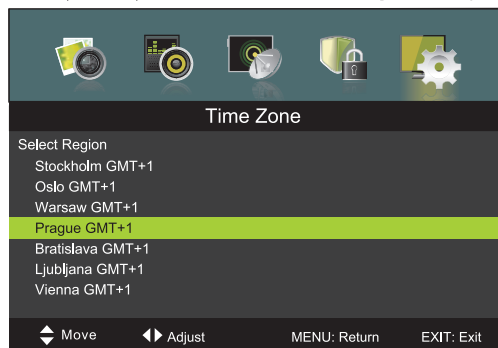 Time Zone
Select Region
Stockholm GMT+1
Oslo GMT+1
Warsaw GMT+1
Prague GMT+1
Bratislava GMT+1
Ljubljana GMT+1
Vienna GMT+1
Move Adjust MENU: Return EXIT: Exit